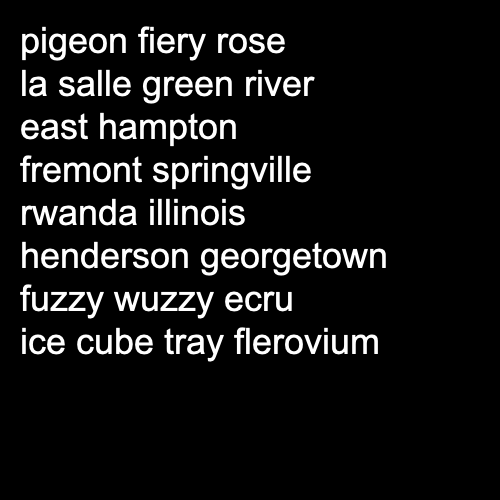 pigeon fiery rose
la salle green river
east hampton
fremont springville
rwanda illinois
henderson georgetown
fuzzy wuzzy ecru
ice cube tray flerovium